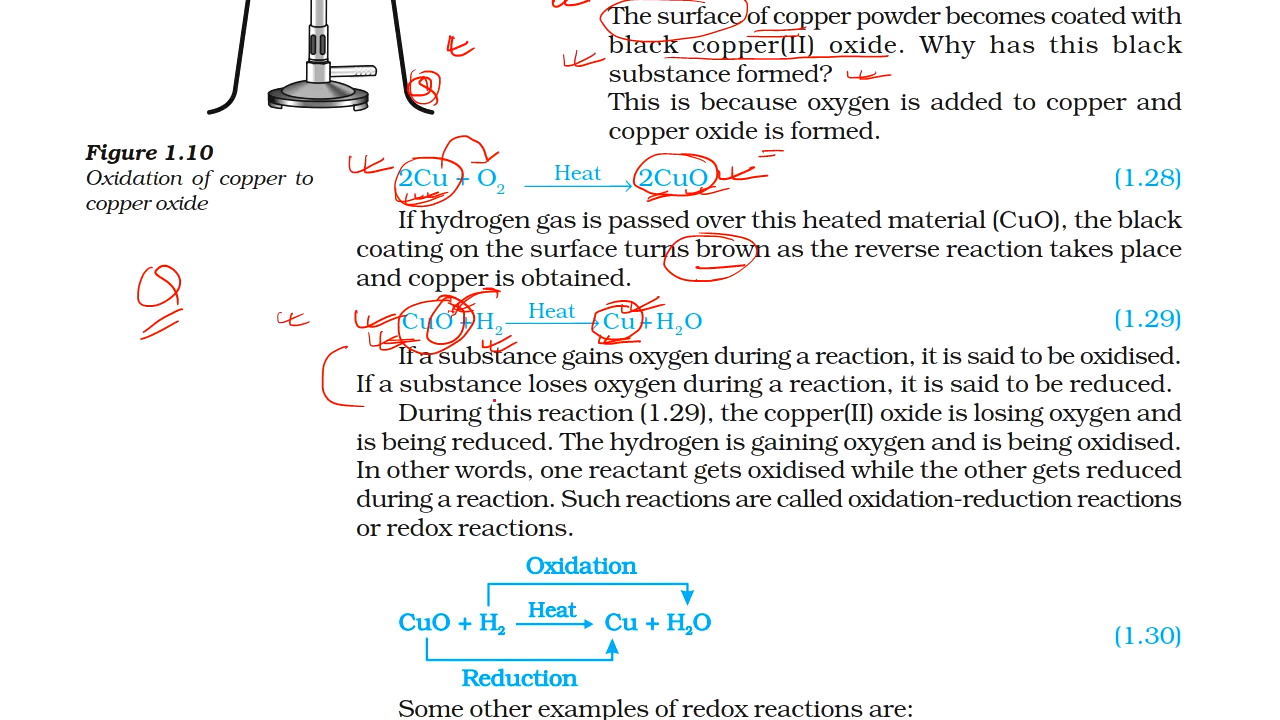 The surface of copper powder becomes coated with
black copper(II) oxide. Why has this black
substance formed?
This is because oxygen is added to copper and
copper oxide is formed.
Figure 1.10
Oxidation of copper to
copper oxide
2Cu + O₂ Heat→ 2CuO (1.28)
If hydrogen gas is passed over this heated material (CuO), the black
coating on the surface turns brown as the reverse reaction takes place
and copper is obtained.
CuO + H₂ Heat→ Cu + H₂O (1.29)
If a substance gains oxygen during a reaction, it is said to be oxidised.
If a substance loses oxygen during a reaction, it is said to be reduced.
During this reaction (1.29), the copper(II) oxide is losing oxygen and
is being reduced. The hydrogen is gaining oxygen and is being oxidised.
In other words, one reactant gets oxidised while the other gets reduced
during a reaction. Such reactions are called oxidation-reduction reactions
or redox reactions.
Oxidation
CuO + H₂ Heat→ Cu + H₂O (1.30)
Reduction
Some other examples of redox reactions are: